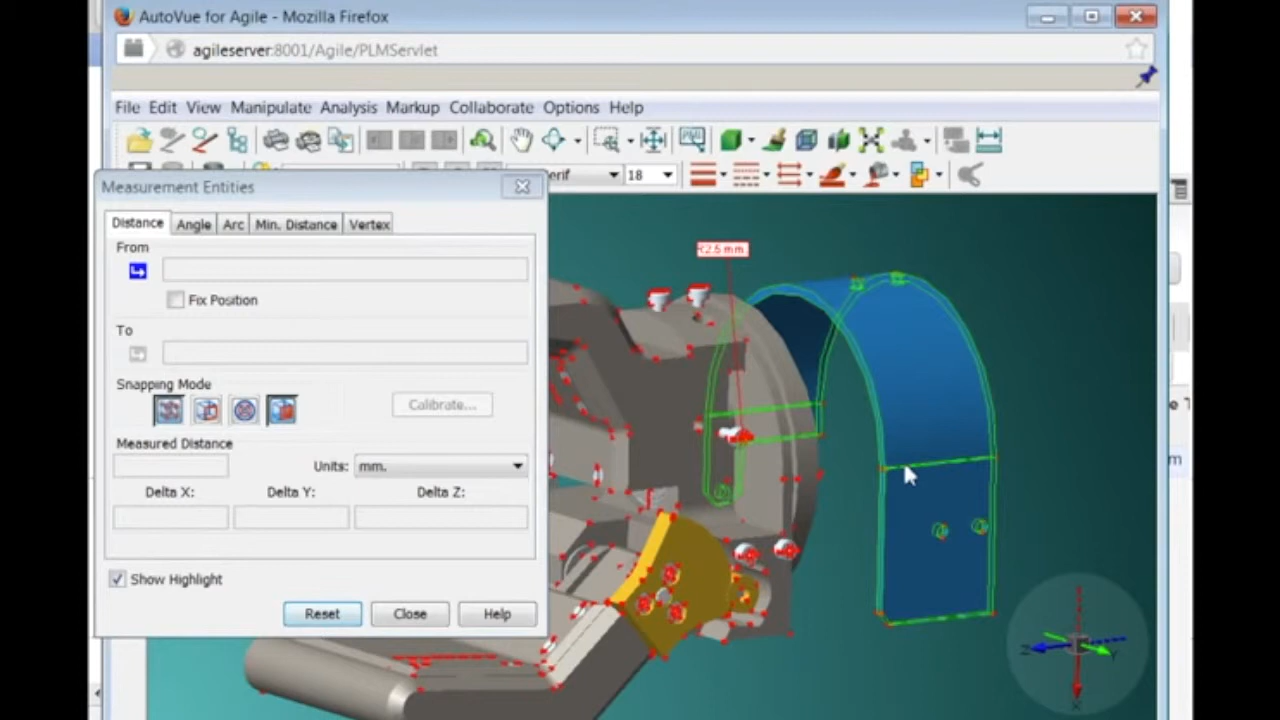 AutoVue for Agile - Mozilla Firefox
agileserver:8001/Agile/PLMServlet
File Edit View Manipulate Analysis Markup Collaborate Options Help
erif 18
Measurement Entities
Distance Angle Arc Min. Distance Vertex
From
Fix Position
To
Snapping Mode
Calibrate...
Measured Distance
Units: mm.
Delta X: Delta Y: Delta Z:
Show Highlight
Reset Close Help
R2.5 mm.
Z Y
X
e T
m